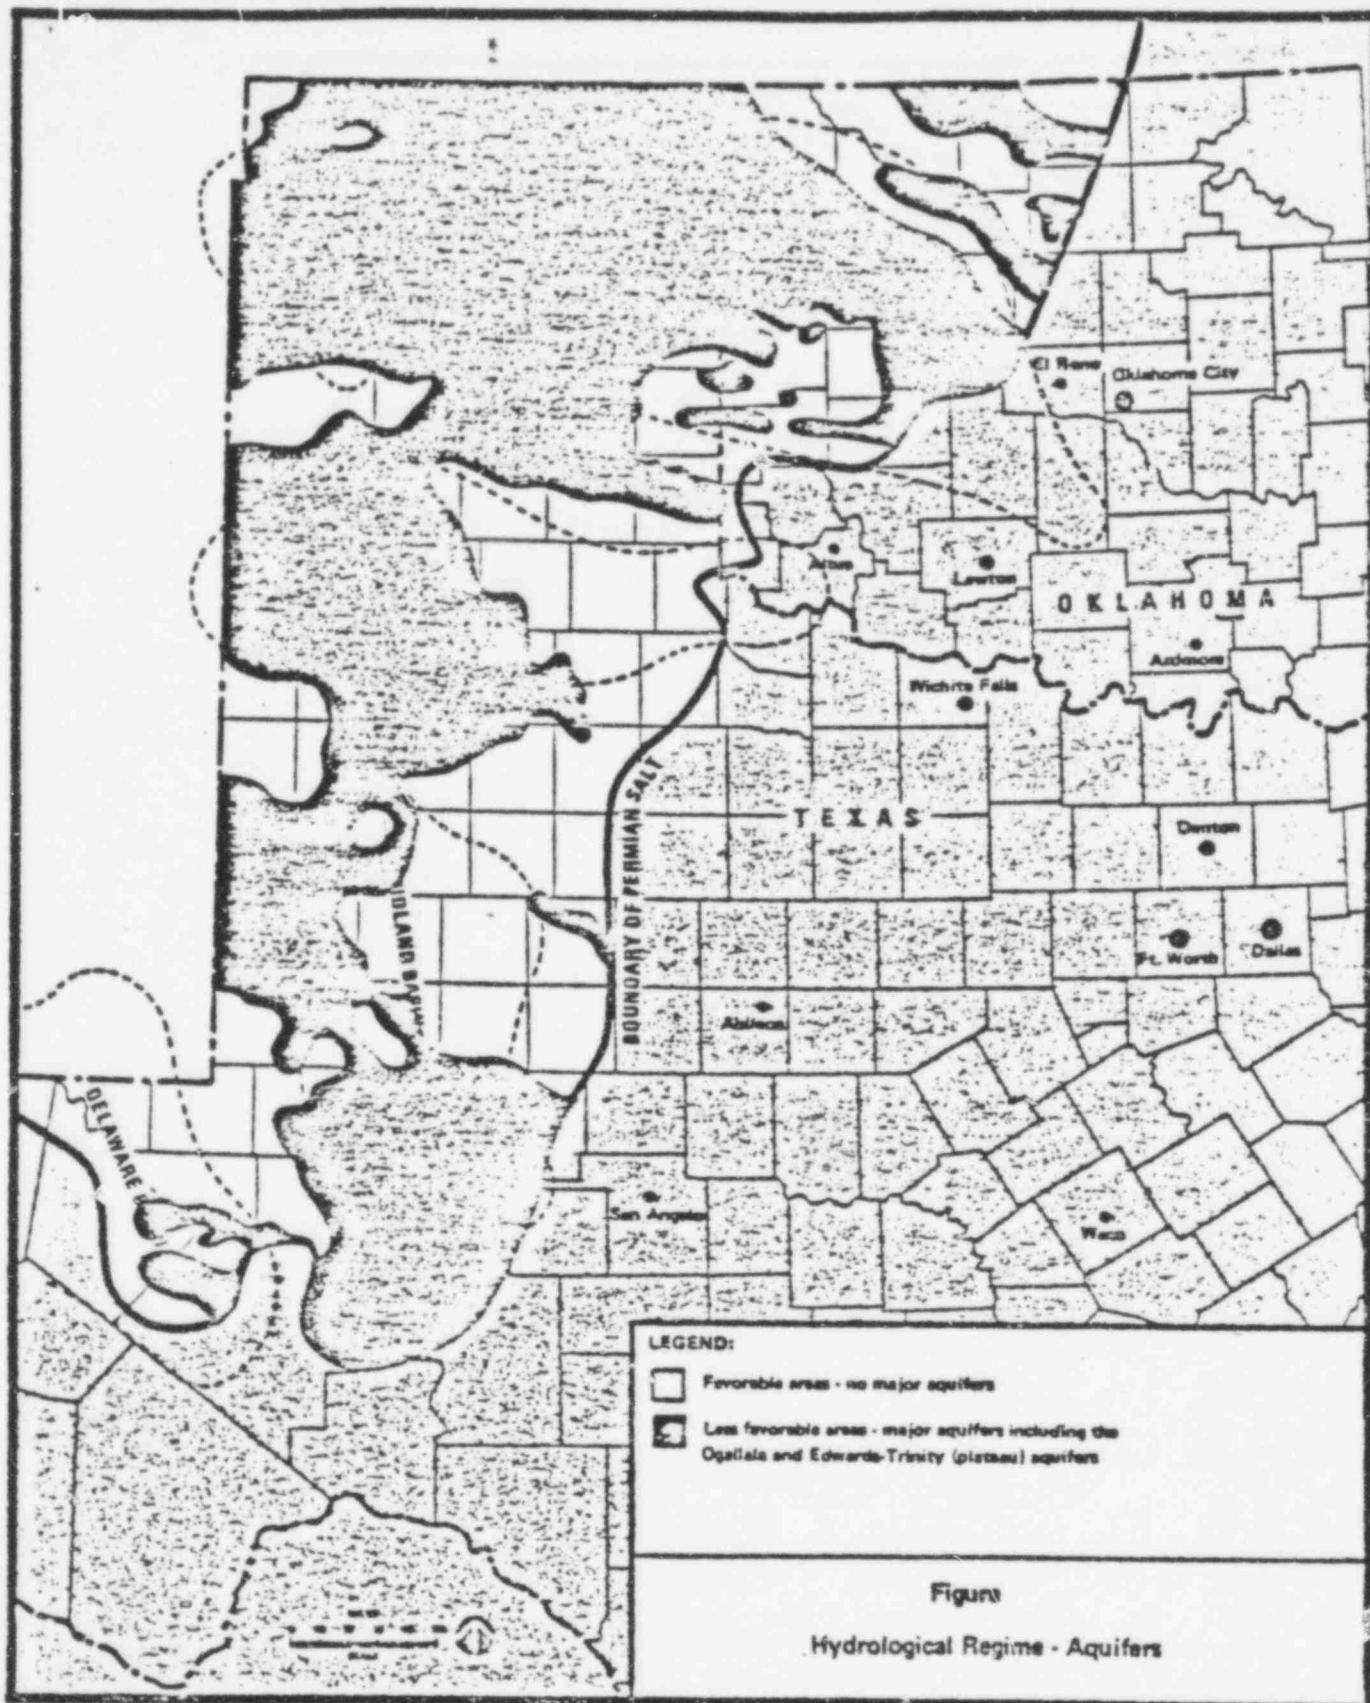 El Reno
Oklahoma City
Altus
Lawton
OKLAHOMA
Ardmore
Wichita Falls
BOUNDARY OF PERMIAN SALT
TEXAS
Denton
Ft. Worth
Dallas
Abilene
DELAWARE
San Angelo
Waco
LEGEND:
Favorable areas - no major aquifers
Less favorable areas - major aquifers including the
Ogallala and Edwards-Trinity (plateau) aquifers
Figure
Hydrological Regime - Aquifers